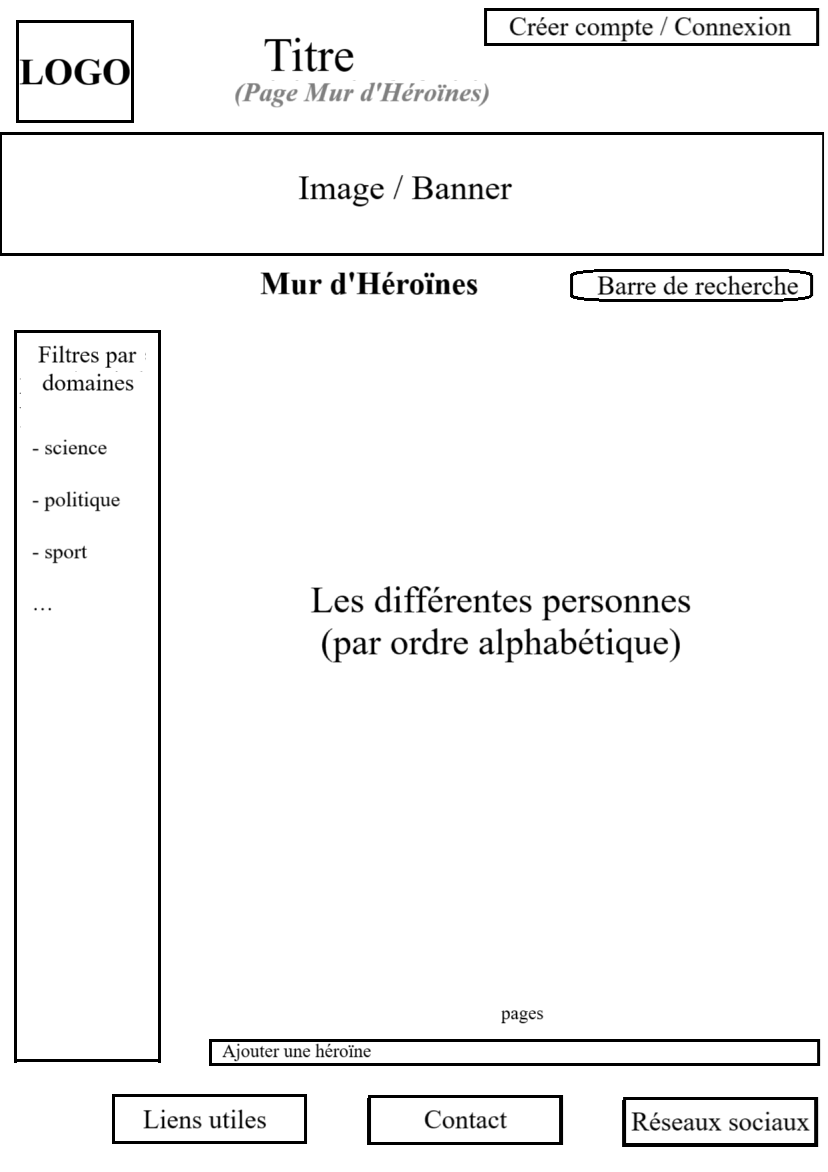 Créer compte / Connexion
LOGO
Titre
(Page Mur d'Héroïnes)
Image / Banner
Mur d'Héroïnes
Barre de recherche
Filtres par
domaines
- science
- politique
- sport
…
Les différentes personnes
(par ordre alphabétique)
pages
Ajouter une héroïne
Liens utiles
Contact
Réseaux sociaux